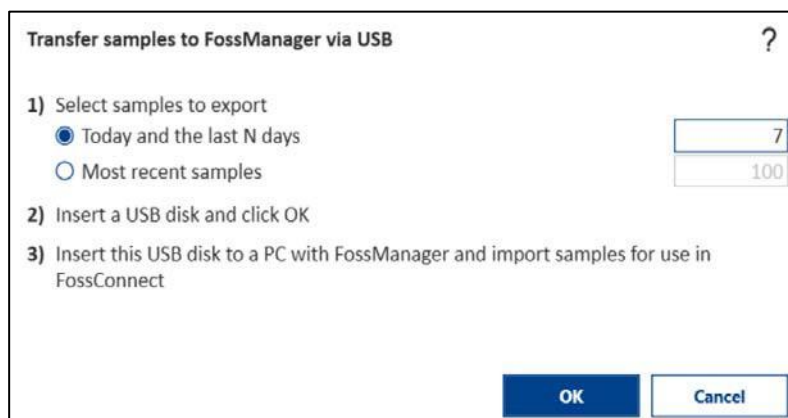 Transfer samples to FossManager via USB ?
1) Select samples to export
Today and the last N days 7
Most recent samples 100
2) Insert a USB disk and click OK
3) Insert this USB disk to a PC with FossManager and import samples for use in
FossConnect
OK Cancel